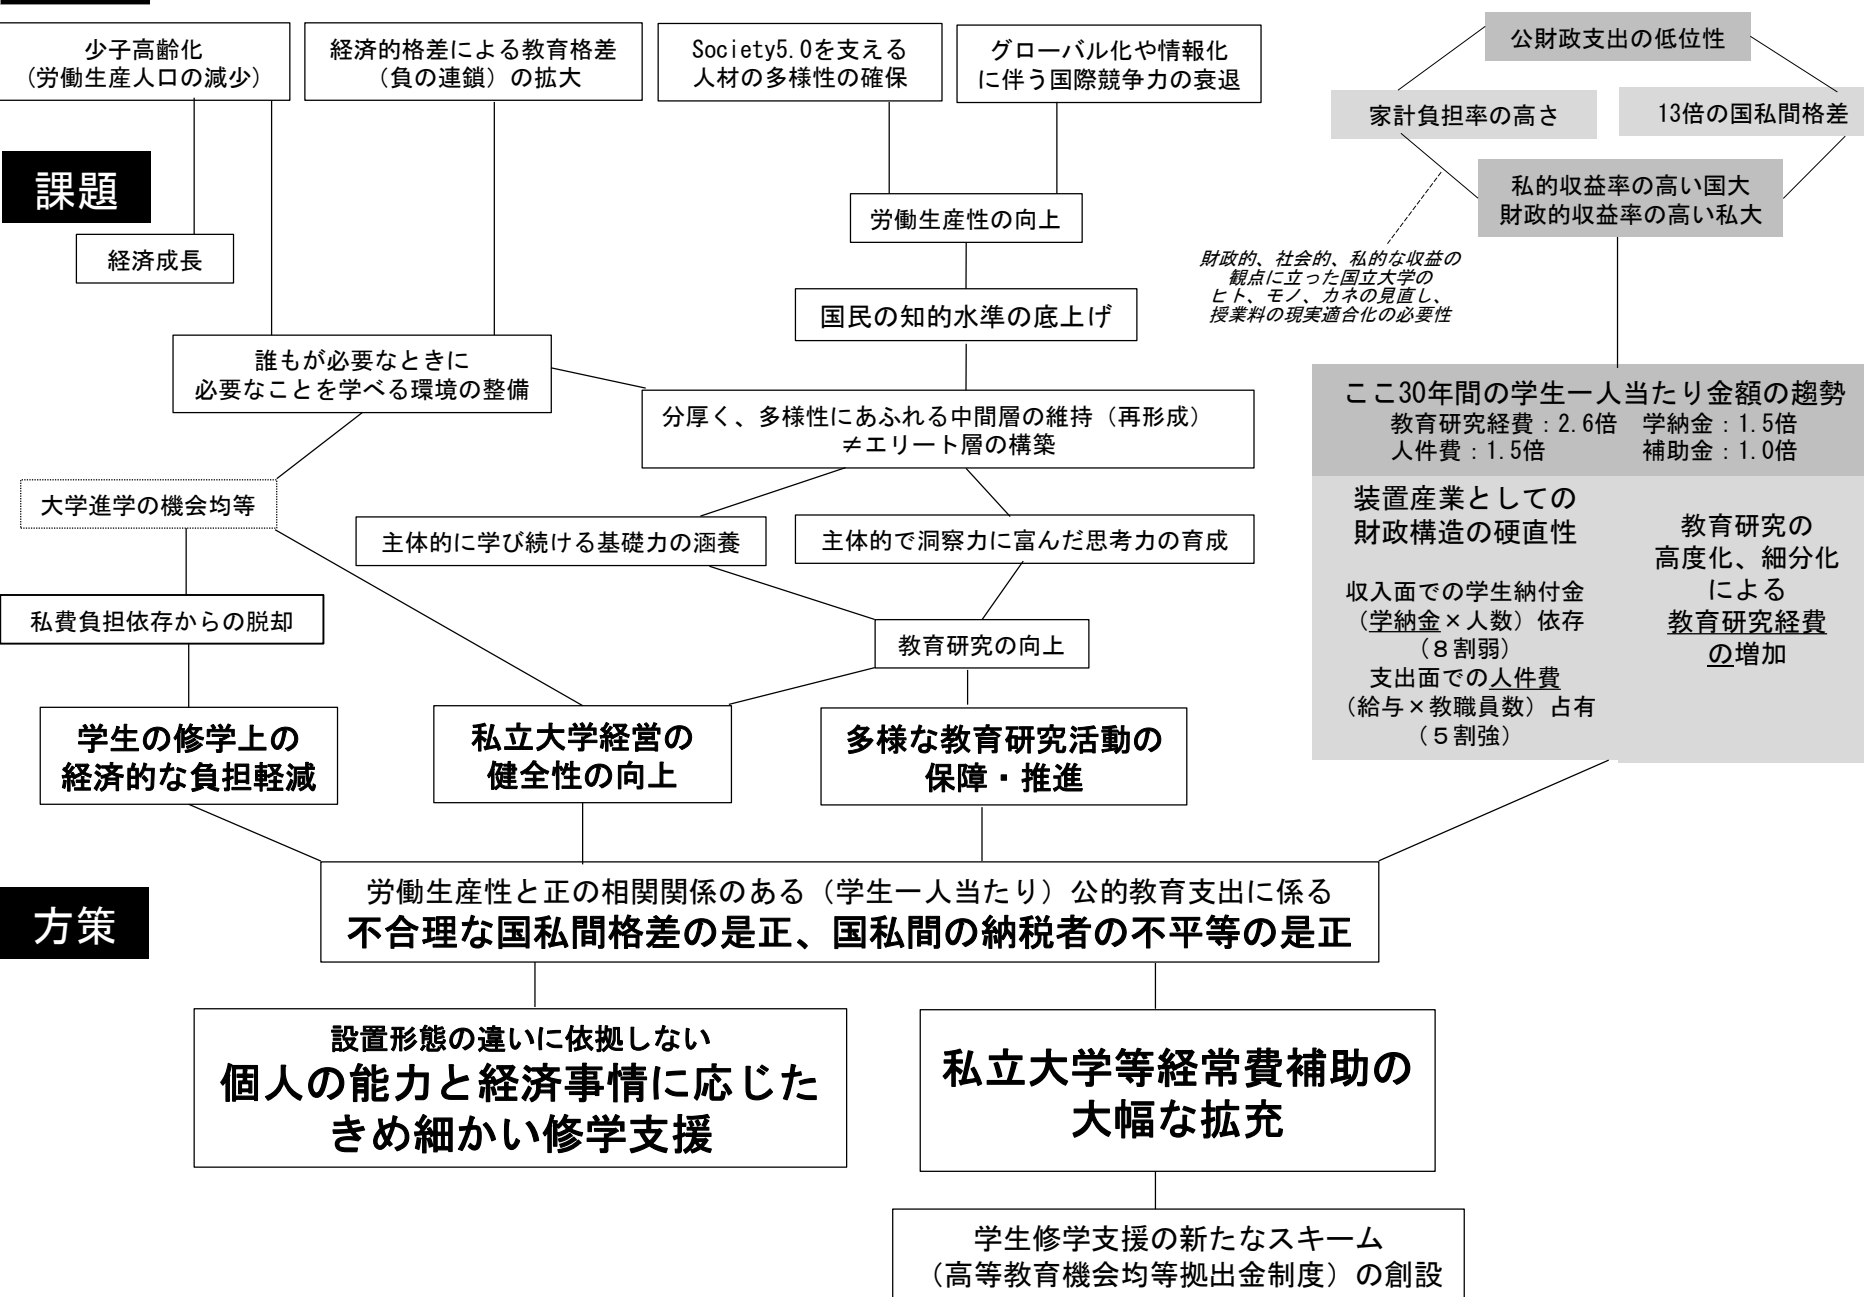 少子高齢化
(労働生産人口の減少)
経済的格差による教育格差
(負の連鎖)の拡大
Society5.0を支える
人材の多様性の確保
グローバル化や情報化
に伴う国際競争力の衰退
公財政支出の低位性
家計負担率の高さ
13倍の国私間格差
私的収益率の高い国大
財政的収益率の高い私大
課題
労働生産性の向上
経済成長
財政的、社会的、私的な収益の
観点に立った国立大学の
ヒト、モノ、カネの見直し、
授業料の現実適合化の必要性
国民の知的水準の底上げ
誰もが必要なときに
必要なことを学べる環境の整備
分厚く、多様性にあふれる中間層の維持(再形成)
≠エリート層の構築
ここ30年間の学生一人当たり金額の趨勢
教育研究経費:2.6倍 学納金:1.5倍
人件費:1.5倍 補助金:1.0倍
大学進学の機会均等
主体的に学び続ける基礎力の涵養
主体的で洞察力に富んだ思考力の育成
装置産業としての
財政構造の硬直性
収入面での学生納付金
(学納金×人数)依存
(8割弱)
支出面での人件費
(給与×教職員数)占有
(5割強)
教育研究の
高度化、細分化
による
教育研究経費
の増加
私費負担依存からの脱却
教育研究の向上
学生の修学上の
経済的な負担軽減
私立大学経営の
健全性の向上
多様な教育研究活動の
保障・推進
方策
労働生産性と正の相関関係のある(学生一人当たり)公的教育支出に係る
不合理な国私間格差の是正、国私間の納税者の不平等の是正
設置形態の違いに依拠しない
個人の能力と経済事情に応じた
きめ細かい修学支援
私立大学等経常費補助の
大幅な拡充
学生修学支援の新たなスキーム
(高等教育機会均等拠出金制度)の創設